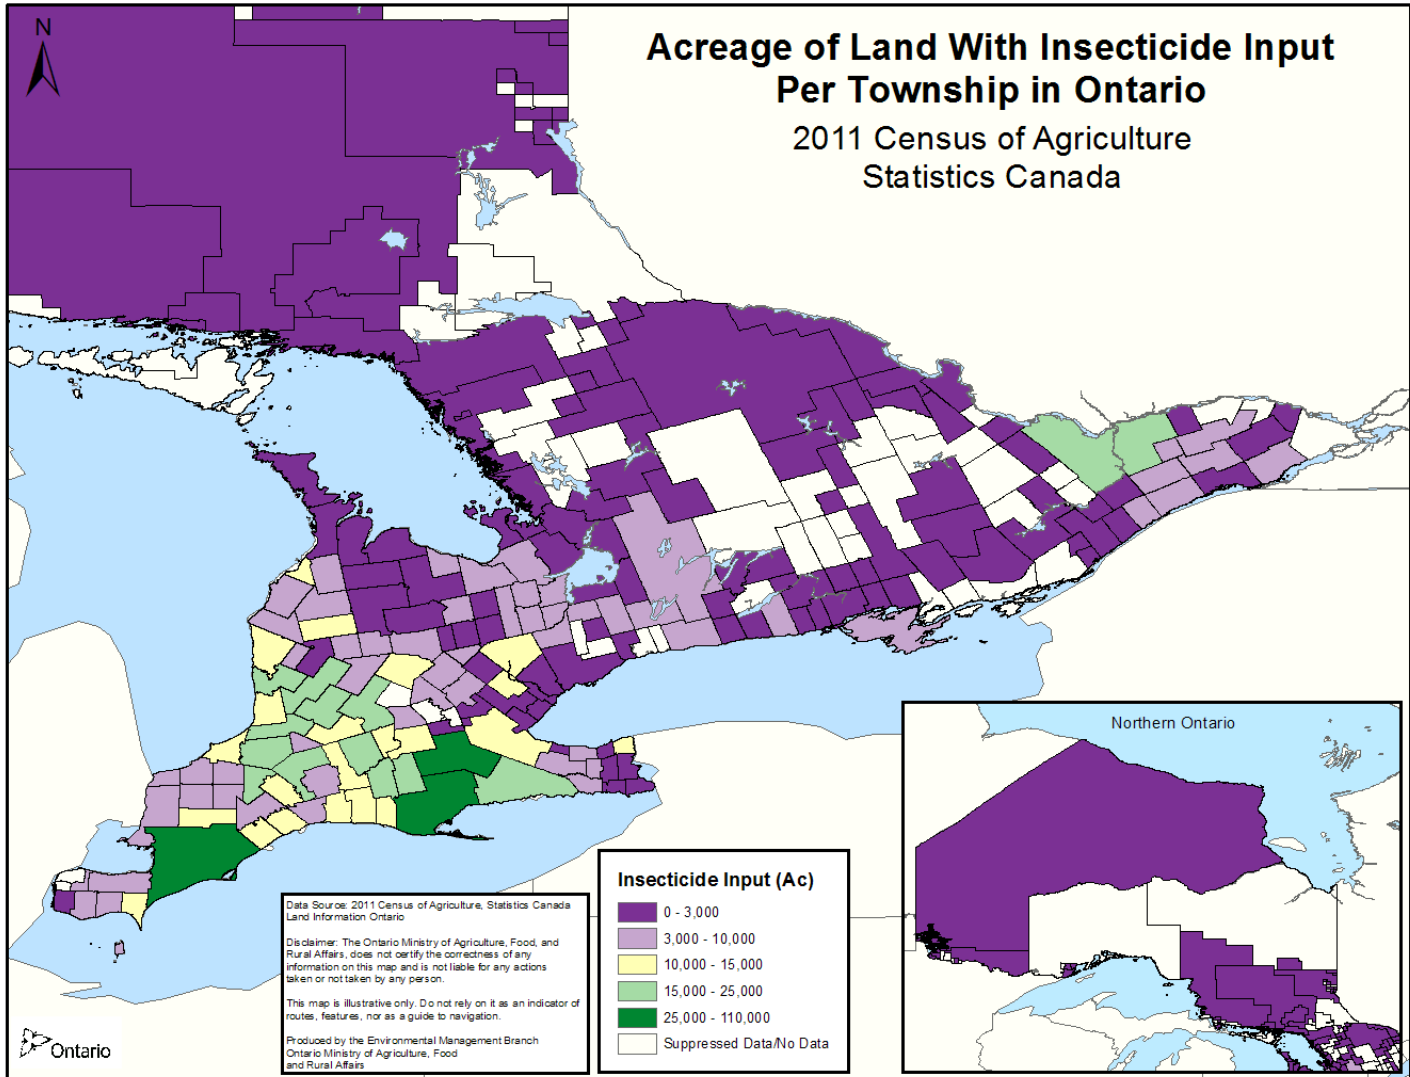 N
Acreage of Land With Insecticide Input
Per Township in Ontario
2011 Census of Agriculture
Statistics Canada
Northern Ontario
Insecticide Input (Ac)
0 - 3,000
3,000 - 10,000
10,000 - 15,000
15,000 - 25,000
25,000 - 110,000
Suppressed Data/No Data
Data Source: 2011 Census of Agriculture, Statistics Canada
Land Information Ontario
Disclaimer: The Ontario Ministry of Agriculture, Food, and
Rural Affairs, does not certify the correctness of any
information on this map and is not liable for any actions
taken or not taken by any person.
This map is illustrative only. Do not rely on it as an indicator of
routes, features, nor as a guide to navigation.
Produced by the Environmental Management Branch
Ontario Ministry of Agriculture, Food
and Rural Affairs
Ontario